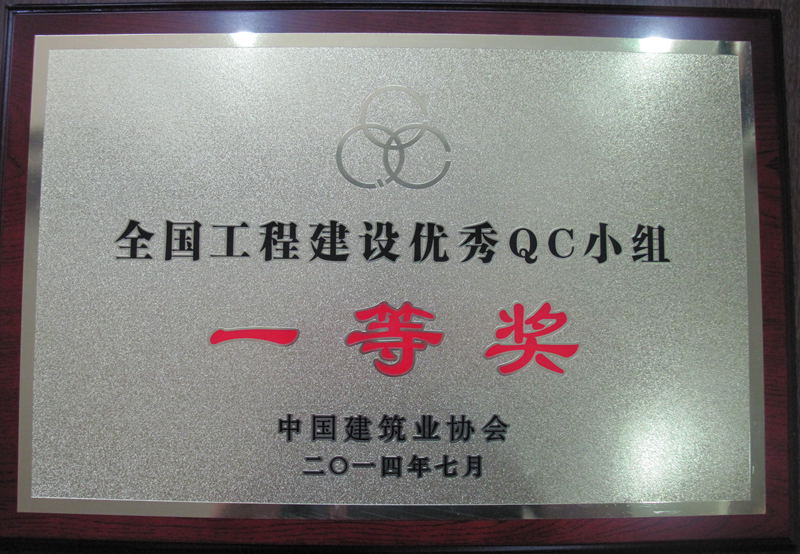 全国工程建设优秀QC小组
一等奖
中国建筑业协会
二〇一四年七月